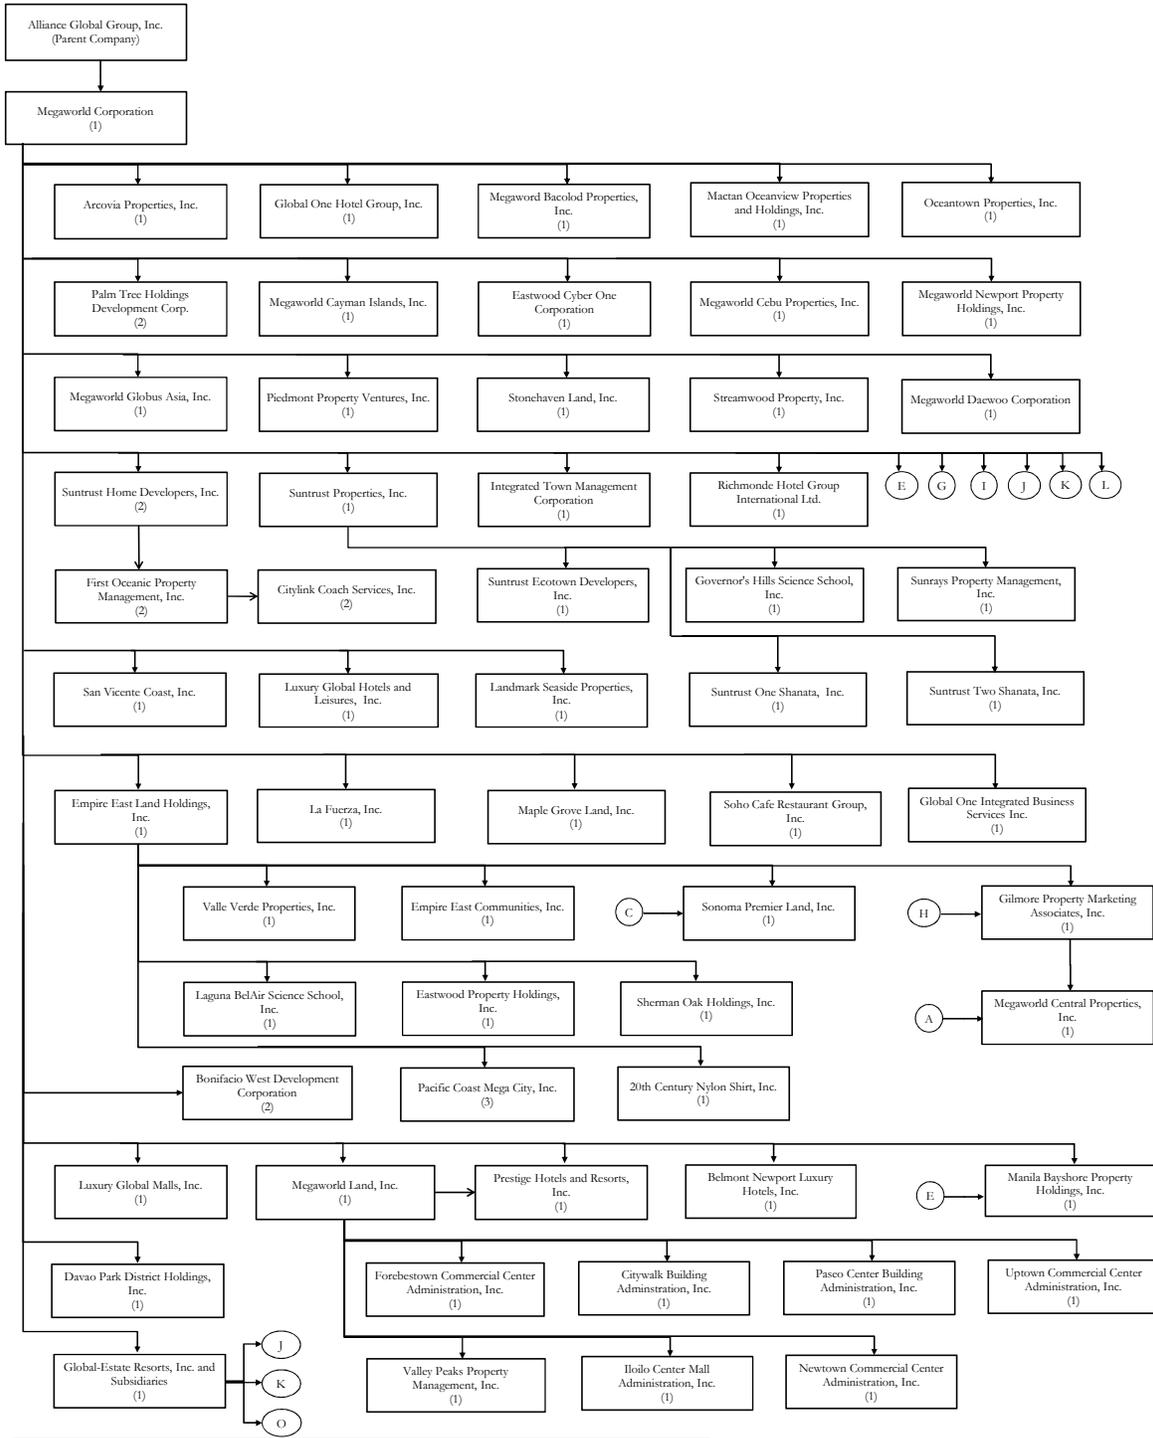 Alliance Global Group, Inc.
(Parent Company)
Megaworld Corporation
(1)
Arcovia Properties, Inc.
(1)
Global One Hotel Group, Inc.
(1)
Megaword Bacolod Properties,
Inc.
(1)
Mactan Oceanview Properties
and Holdings, Inc.
(1)
Oceantown Properties, Inc.
(1)
Palm Tree Holdings
Development Corp.
(2)
Megaworld Cayman Islands, Inc.
(1)
Eastwood Cyber One
Corporation
(1)
Megaworld Cebu Properties, Inc.
(1)
Megaworld Newport Property
Holdings, Inc.
(1)
Megaworld Globus Asia, Inc.
(1)
Piedmont Property Ventures, Inc.
(1)
Stonehaven Land, Inc.
(1)
Streamwood Property, Inc.
(1)
Megaworld Daewoo Corporation
(1)
Suntrust Home Developers, Inc.
(2)
Suntrust Properties, Inc.
(1)
Integrated Town Management
Corporation
(1)
Richmonde Hotel Group
International Ltd.
(1)
E
G
I
J
K
L
First Oceanic Property
Management, Inc.
(2)
Citylink Coach Services, Inc.
(2)
Suntrust Ecotown Developers,
Inc.
(1)
Governor's Hills Science School,
Inc.
(1)
Sunrays Property Management,
Inc.
(1)
San Vicente Coast, Inc.
(1)
Luxury Global Hotels and
Leisures, Inc.
(1)
Landmark Seaside Properties,
Inc.
(1)
Suntrust One Shanata, Inc.
(1)
Suntrust Two Shanata, Inc.
(1)
Empire East Land Holdings,
Inc.
(1)
La Fuerza, Inc.
(1)
Maple Grove Land, Inc.
(1)
Soho Cafe Restaurant Group,
Inc.
(1)
Global One Integrated Business
Services Inc.
(1)
Valle Verde Properties, Inc.
(1)
Empire East Communities, Inc.
(1)
C
Sonoma Premier Land, Inc.
(1)
H
Gilmore Property Marketing
Associates, Inc.
(1)
Laguna BelAir Science School,
Inc.
(1)
Eastwood Property Holdings,
Inc.
(1)
Sherman Oak Holdings, Inc.
(1)
A
Megaworld Central Properties,
Inc.
(1)
Bonifacio West Development
Corporation
(2)
Pacific Coast Mega City, Inc.
(3)
20th Century Nylon Shirt, Inc.
(1)
Luxury Global Malls, Inc.
(1)
Megaworld Land, Inc.
(1)
Prestige Hotels and Resorts,
Inc.
(1)
Belmont Newport Luxury
Hotels, Inc.
(1)
E
Manila Bayshore Property
Holdings, Inc.
(1)
Davao Park District Holdings,
Inc.
(1)
Forebestown Commercial Center
Administration, Inc.
(1)
Citywalk Building
Adminstration, Inc.
(1)
Paseo Center Building
Administration, Inc.
(1)
Uptown Commercial Center
Administration, Inc.
(1)
Global-Estate Resorts, Inc. and
Subsidiaries
(1)
J
K
O
Valley Peaks Property
Management, Inc.
(1)
Iloilo Center Mall
Administration, Inc.
(1)
Newtown Commercial Center
Administration, Inc.
(1)